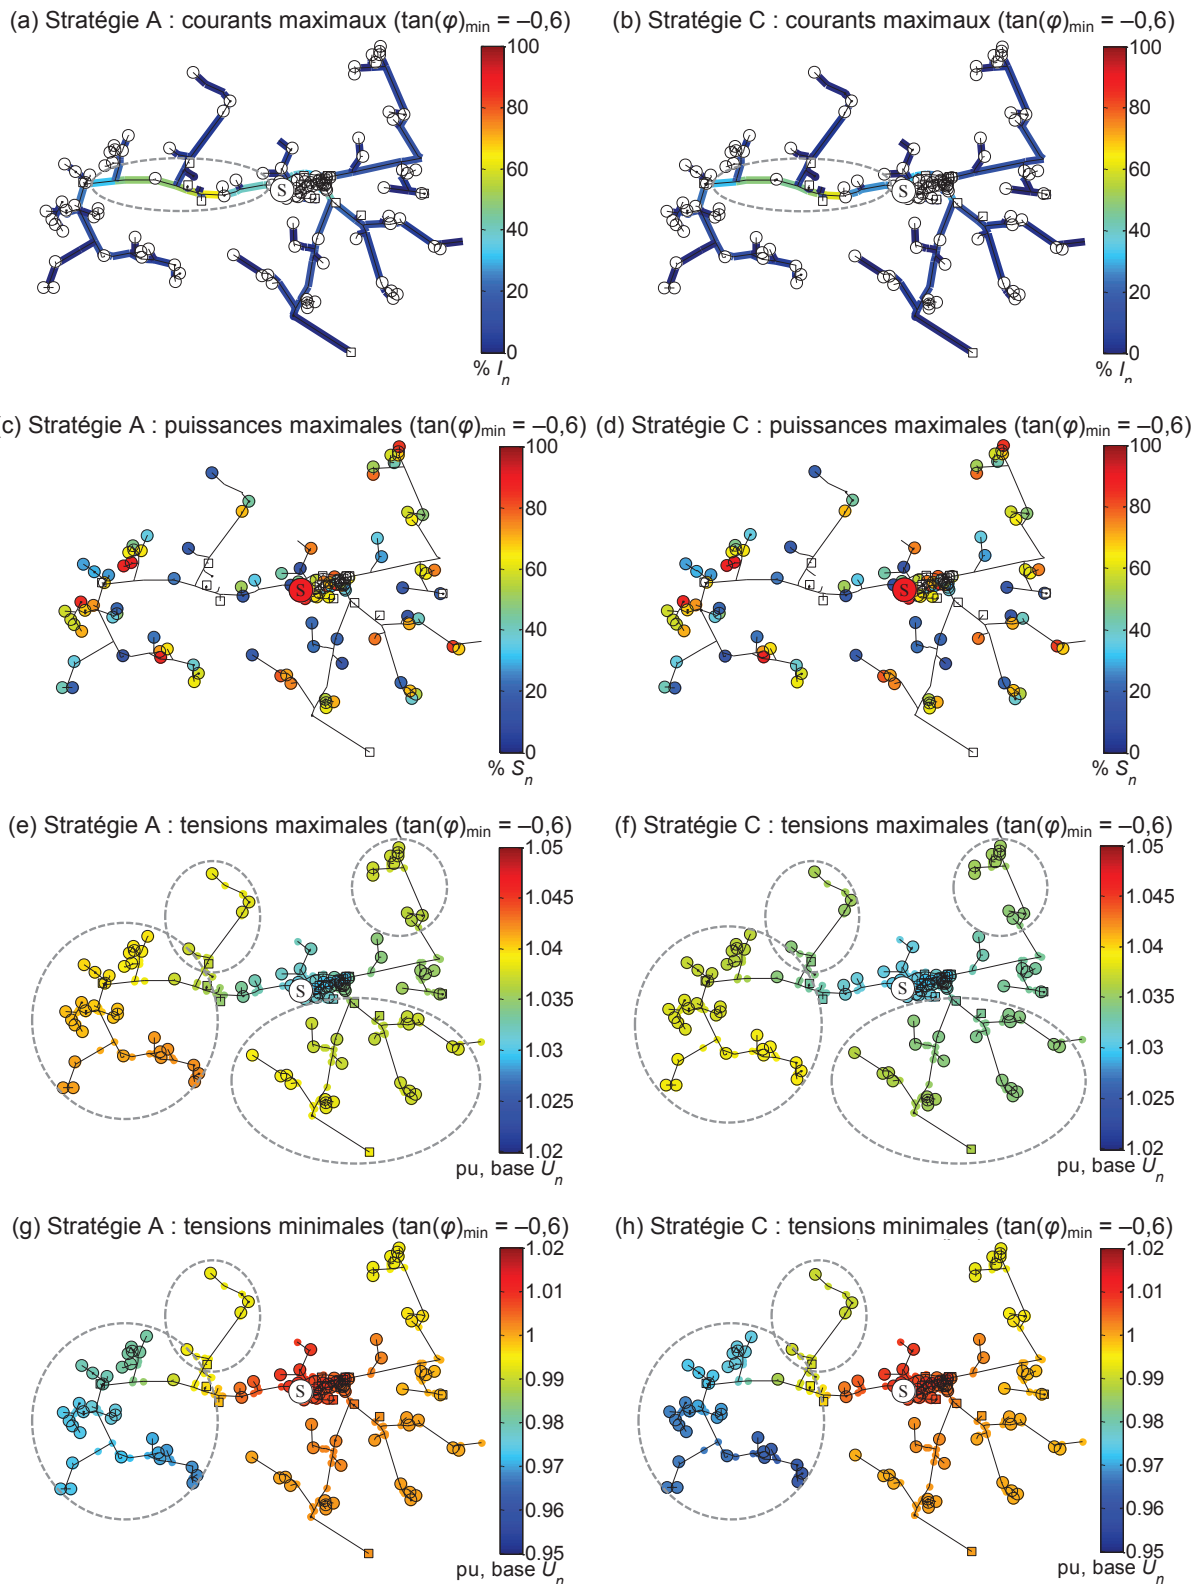 (a) Stratégie A : courants maximaux (tan(φ)min = –0,6)
(b) Stratégie C : courants maximaux (tan(φ)min = –0,6)
100
80
60
40
20
0
% In
S
100
80
60
40
20
0
% In
S
(c) Stratégie A : puissances maximales (tan(φ)min = –0,6)
(d) Stratégie C : puissances maximales (tan(φ)min = –0,6)
100
80
60
40
20
0
% Sn
S
100
80
60
40
20
0
% Sn
S
(e) Stratégie A : tensions maximales (tan(φ)min = –0,6)
(f) Stratégie C : tensions maximales (tan(φ)min = –0,6)
1.05
1.045
1.04
1.035
1.03
1.025
1.02
pu, base Un
S
1.05
1.045
1.04
1.035
1.03
1.025
1.02
pu, base Un
S
(g) Stratégie A : tensions minimales (tan(φ)min = –0,6)
(h) Stratégie C : tensions minimales (tan(φ)min = –0,6)
1.02
1.01
1
0.99
0.98
0.97
0.96
0.95
pu, base Un
S
1.02
1.01
1
0.99
0.98
0.97
0.96
0.95
pu, base Un
S